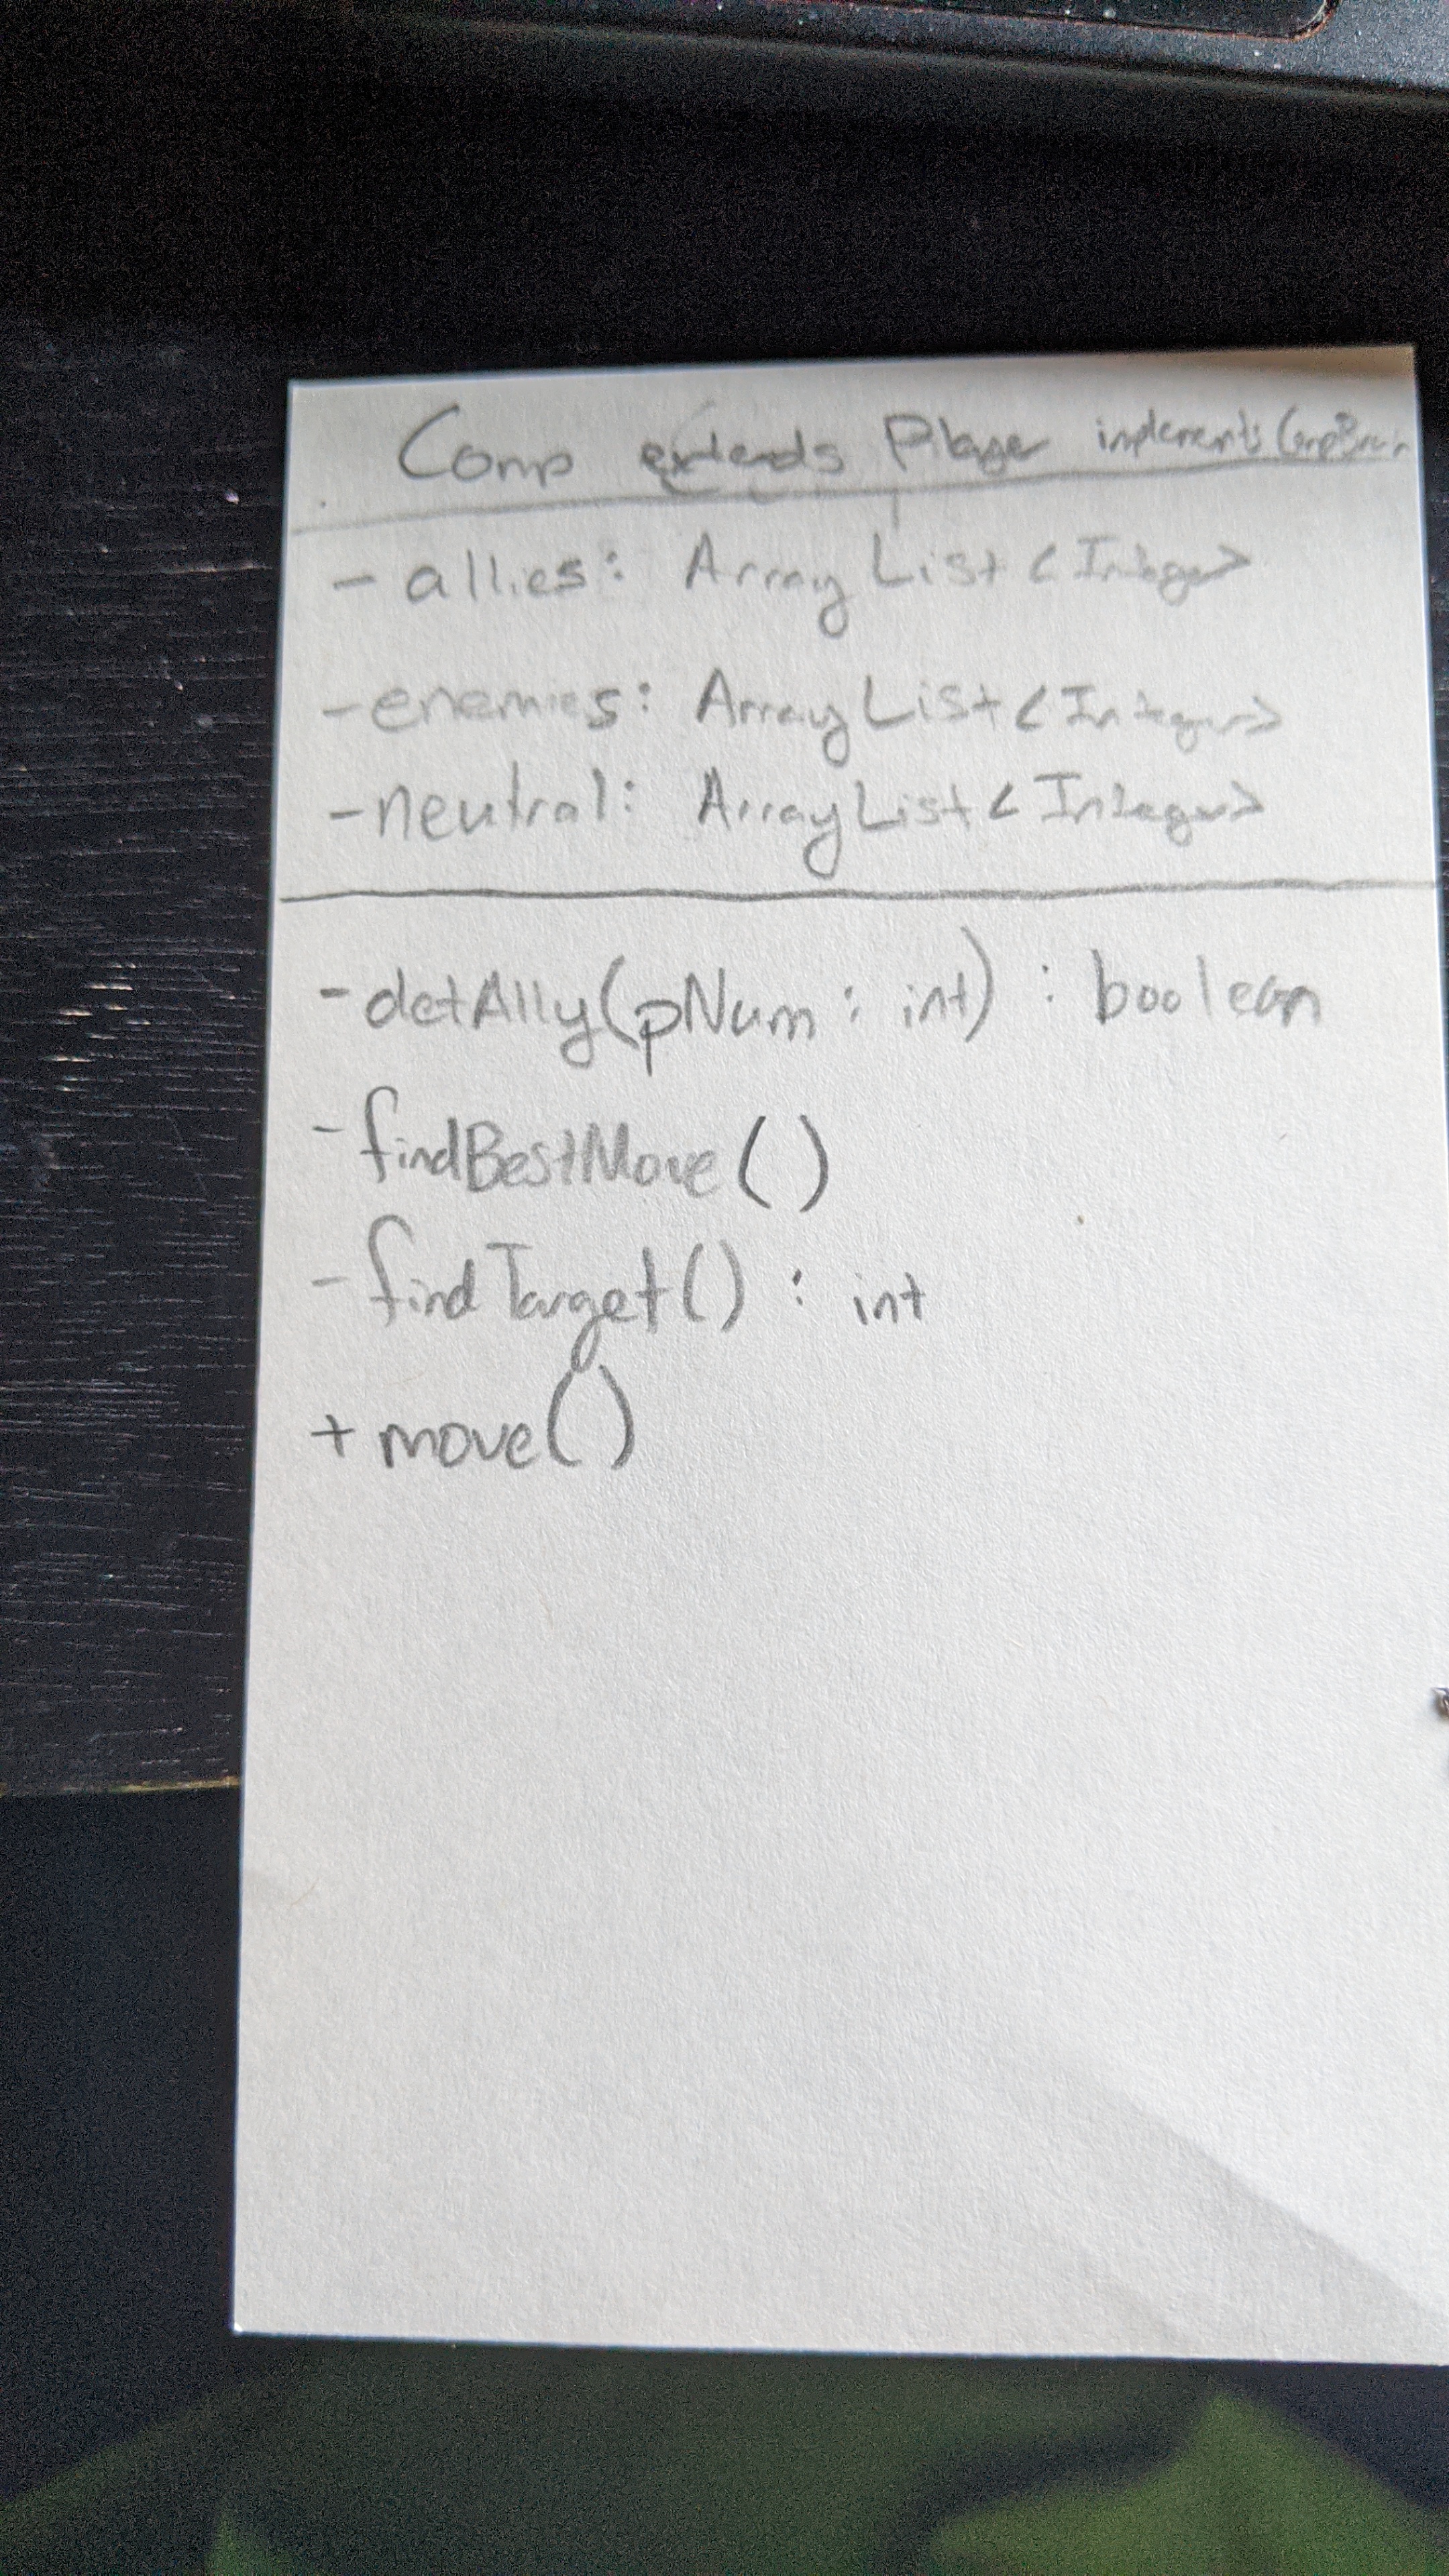 Comp extends Player implements CompBrain
- allies: ArrayList<Integer>
- enemies: ArrayList<Integer>
- neutral: ArrayList<Integer>
- detAlly(pNum: int) : boolean
- findBestMove()
- findTarget() : int
+ move()